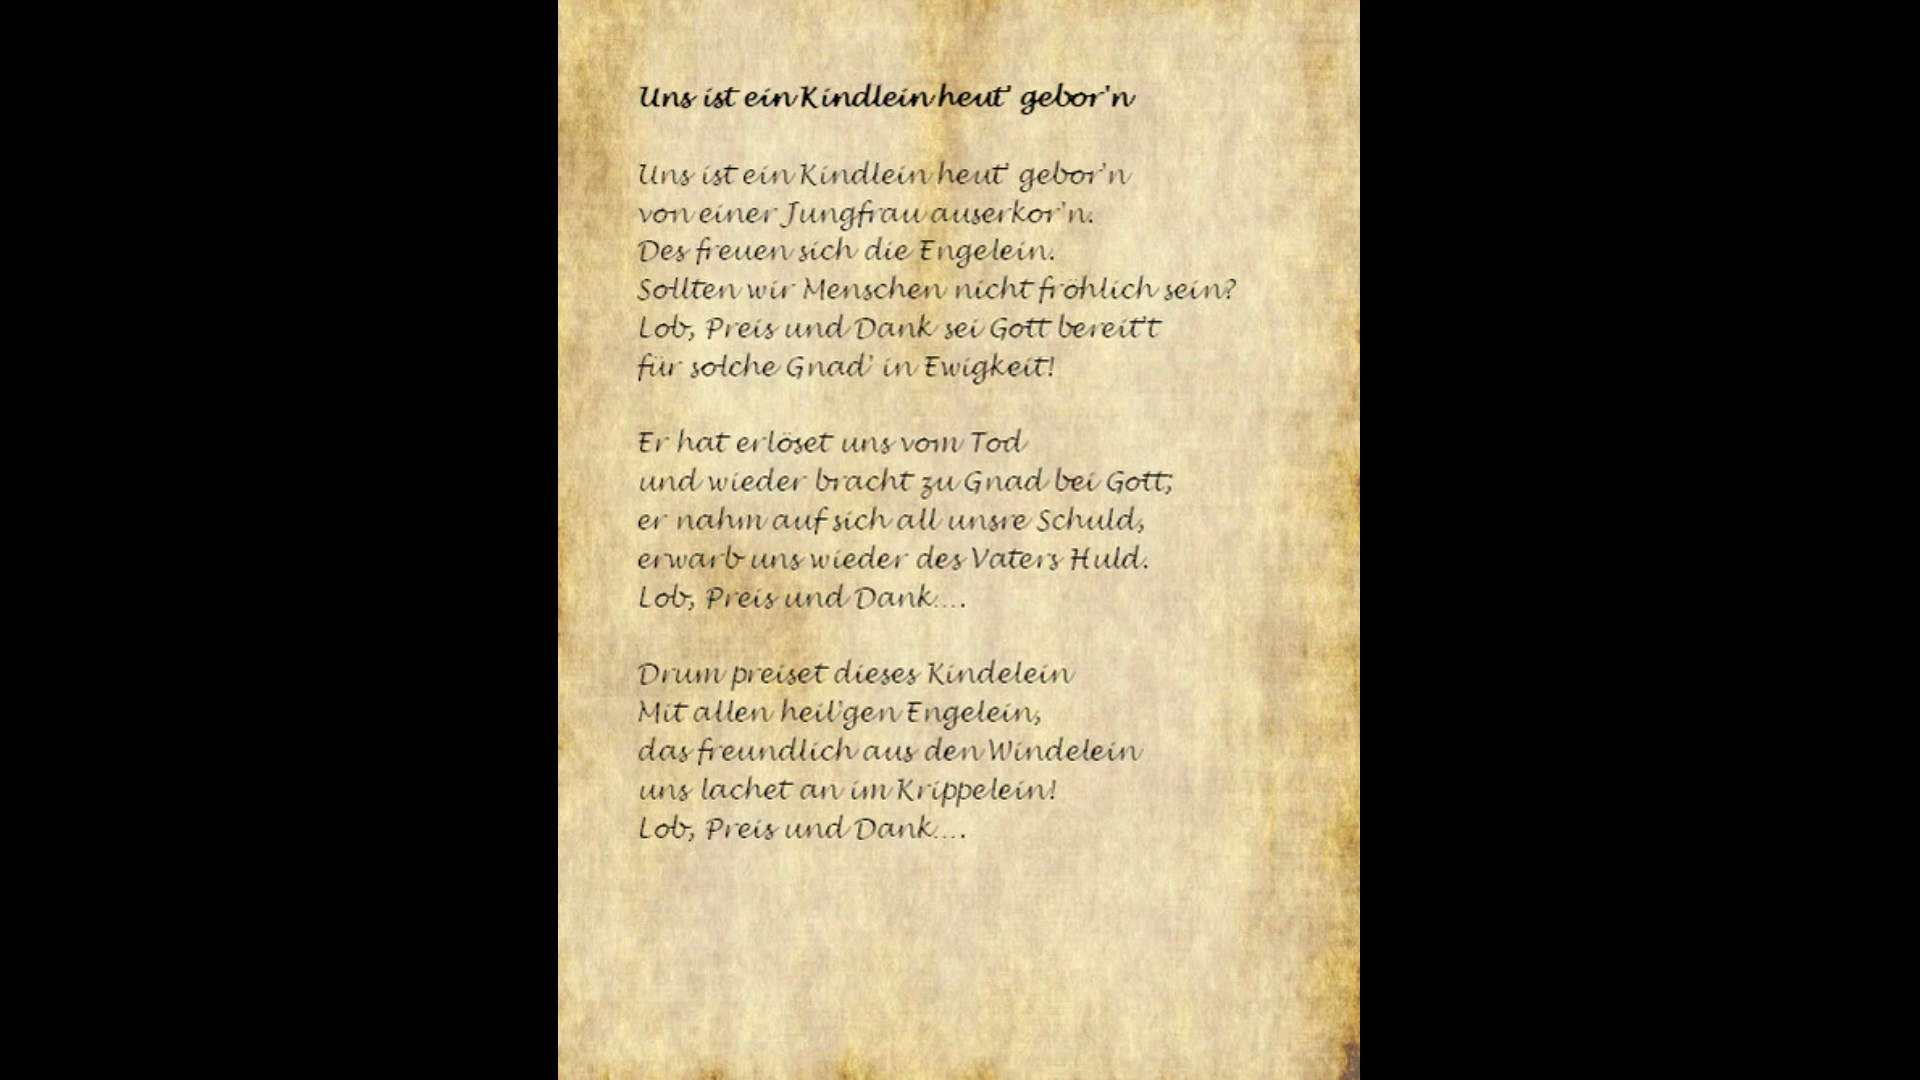 Uns ist ein Kindlein heut' gebor'n
Uns ist ein Kindlein heut' gebor'n
von einer Jungfrau auserkor'n.
Des freuen sich die Engelein.
Sollten wir Menschen nicht fröhlich sein?
Lob, Preis und Dank sei Gott bereit't
für solche Gnad' in Ewigkeit!
Er hat erlöset uns vom Tod
und wieder bracht zu Gnad bei Gott;
er nahm auf sich all unsre Schuld,
erwarb uns wieder des Vaters Huld.
Lob, Preis und Dank....
Drum preiset dieses Kindelein
Mit allen heil'gen Engelein,
das freundlich aus den Windelein
uns lachet an im Krippelein!
Lob, Preis und Dank....